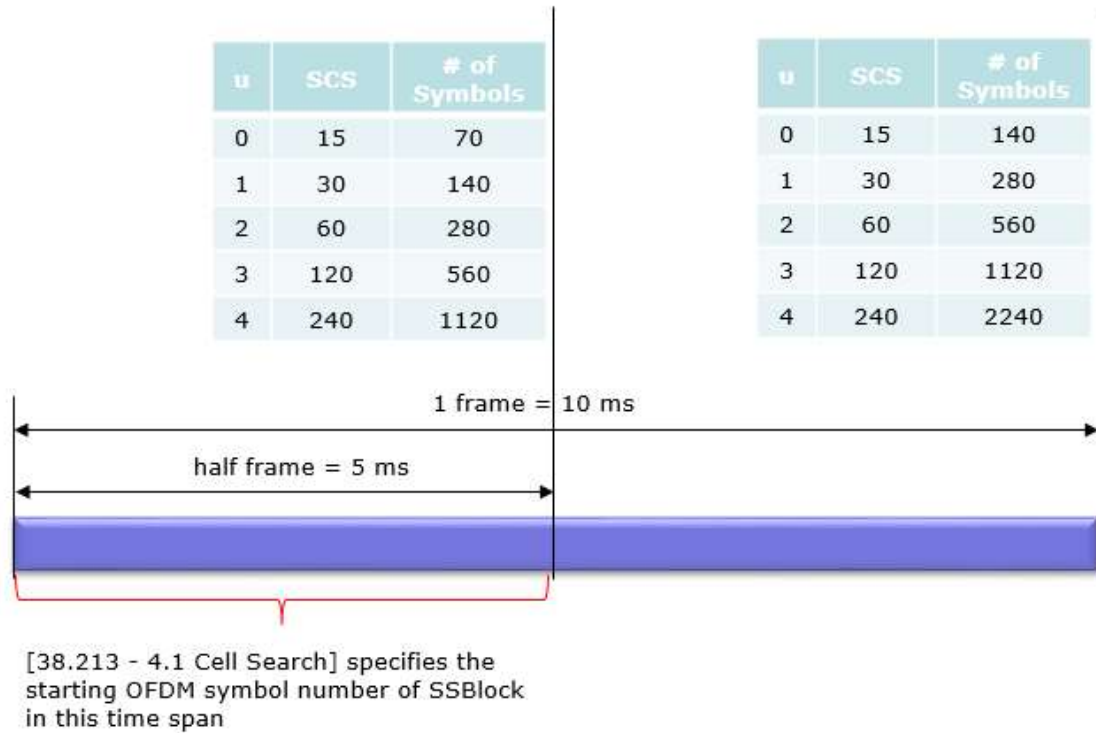 u SCS # of Symbols
0 15 70
1 30 140
2 60 280
3 120 560
4 240 1120
u SCS # of Symbols
0 15 140
1 30 280
2 60 560
3 120 1120
4 240 2240
1 frame = 10 ms
half frame = 5 ms
[38.213 - 4.1 Cell Search] specifies the
starting OFDM symbol number of SSBlock
in this time span